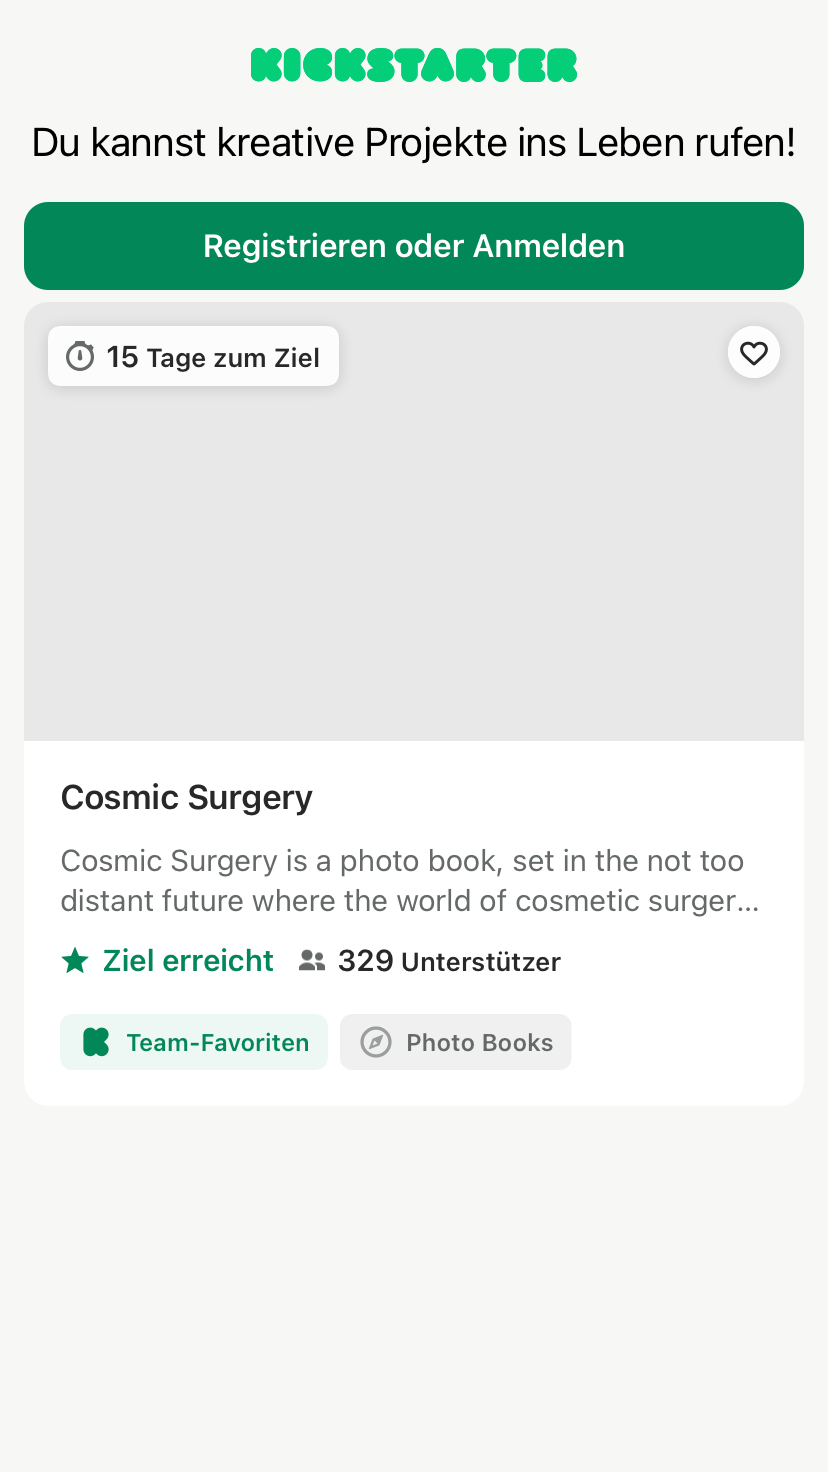 KICKSTARTER
Du kannst kreative Projekte ins Leben rufen!
Registrieren oder Anmelden
15 Tage zum Ziel
Cosmic Surgery
Cosmic Surgery is a photo book, set in the not too
distant future where the world of cosmetic surger…
Ziel erreicht 329 Unterstützer
Team-Favoriten Photo Books